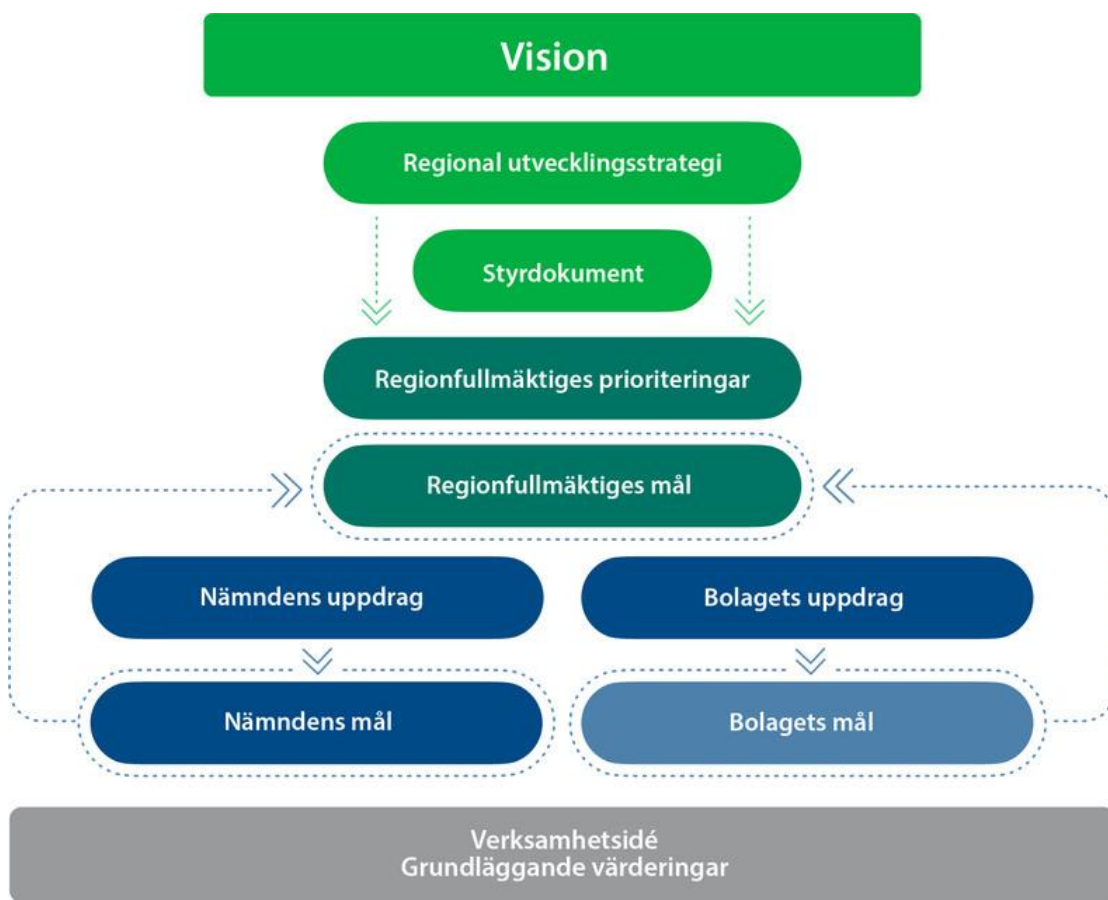 Vision
Regional utvecklingsstrategi
Styrdokument
Regionfullmäktiges prioriteringar
Regionfullmäktiges mål
Nämndens uppdrag
Bolagets uppdrag
Nämndens mål
Bolagets mål
Verksamhetsidé
Grundläggande värderingar